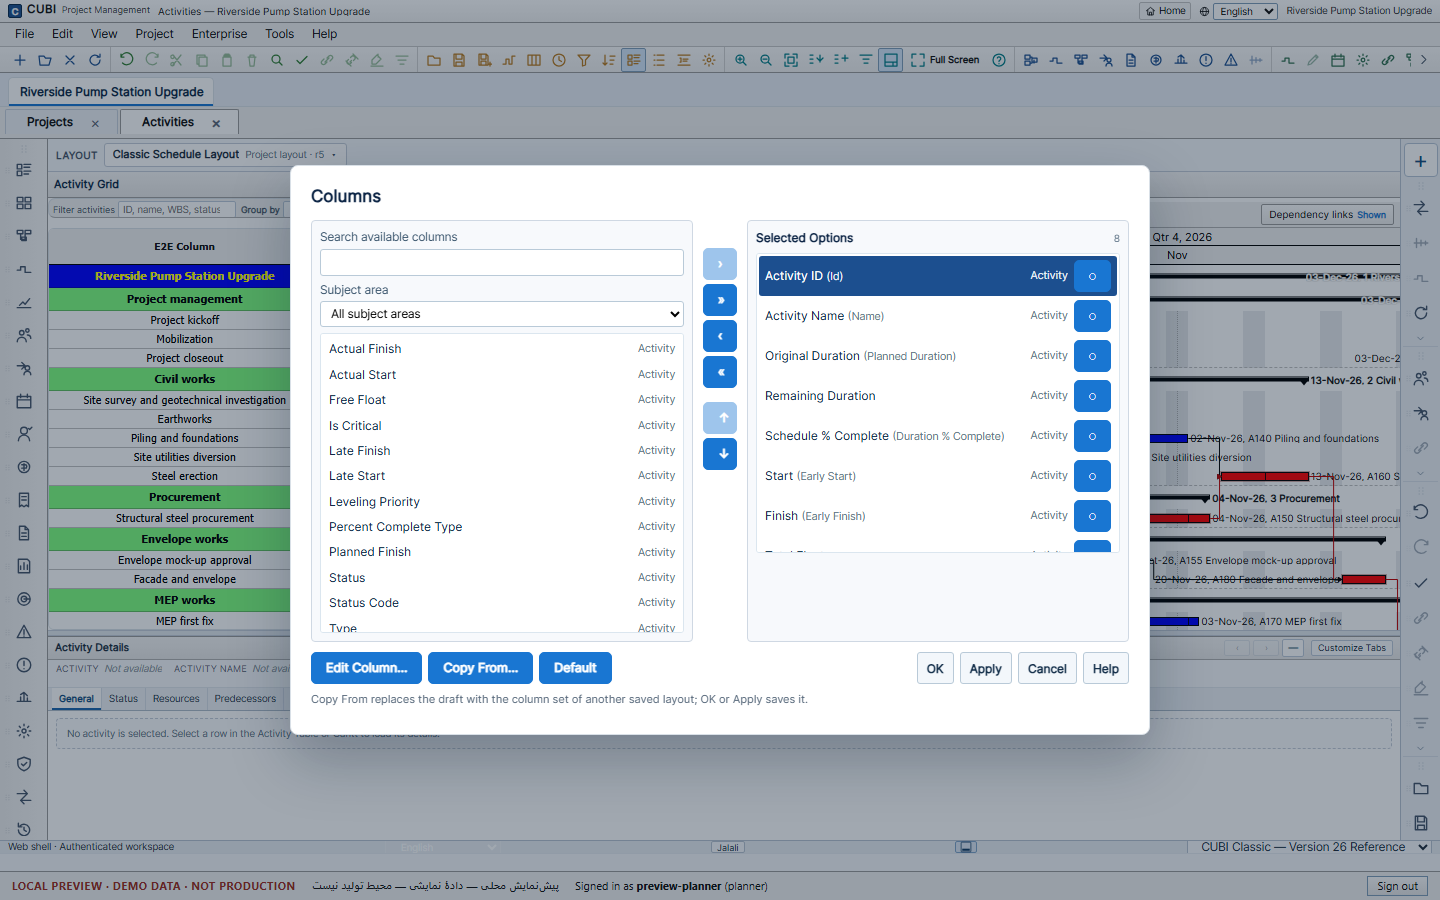 CUBI Project Management Activities — Riverside Pump Station Upgrade
Home English Riverside Pump Station Upgrade
File Edit View Project Enterprise Tools Help
Full Screen
Riverside Pump Station Upgrade
Projects Activities
LAYOUT Classic Schedule Layout Project layout · r5
Activity Grid
Filter activities ID, name, WBS, status Group by
Dependency links Shown
E2E Column
Riverside Pump Station Upgrade
Project management
Project kickoff
Mobilization
Project closeout
Civil works
Site survey and geotechnical investigation
Earthworks
Piling and foundations
Site utilities diversion
Steel erection
Procurement
Structural steel procurement
Envelope works
Envelope mock-up approval
Facade and envelope
MEP works
MEP first fix
Columns
Search available columns
Subject area
All subject areas
Actual Finish Activity
Actual Start Activity
Free Float Activity
Is Critical Activity
Late Finish Activity
Late Start Activity
Leveling Priority Activity
Percent Complete Type Activity
Planned Finish Activity
Status Activity
Status Code Activity
Type Activity
Selected Options 8
Activity ID (Id) Activity
Activity Name (Name) Activity
Original Duration (Planned Duration) Activity
Remaining Duration Activity
Schedule % Complete (Duration % Complete) Activity
Start (Early Start) Activity
Finish (Early Finish) Activity
Edit Column... Copy From... Default
OK Apply Cancel Help
Copy From replaces the draft with the column set of another saved layout; OK or Apply saves it.
Qtr 4, 2026
Nov
03-Dec-26, 1 Rivers
03-Dec-
03-Dec-2
13-Nov-26, 2 Civil
02-Nov-26, A140 Piling and foundations
Site utilities diversion
13-Nov-26, A160 S
04-Nov-26, 3 Procurement
04-Nov-26, A150 Structural steel procur
t-26, A155 Envelope mock-up approval
20-Nov-26, A180 Facade and envelope
03-Nov-26, A170 MEP first fix
Activity Details
Customize Tabs
ACTIVITY Not available ACTIVITY NAME Not avai
General Status Resources Predecessors
No activity is selected. Select a row in the Activity
Web shell · Authenticated workspace English Jalali CUBI Classic — Version 26 Reference
LOCAL PREVIEW · DEMO DATA · NOT PRODUCTION پیش‌نمایش محلی — دادهٔ نمایشی — محیط تولید نیست Signed in as preview-planner (planner) Sign out